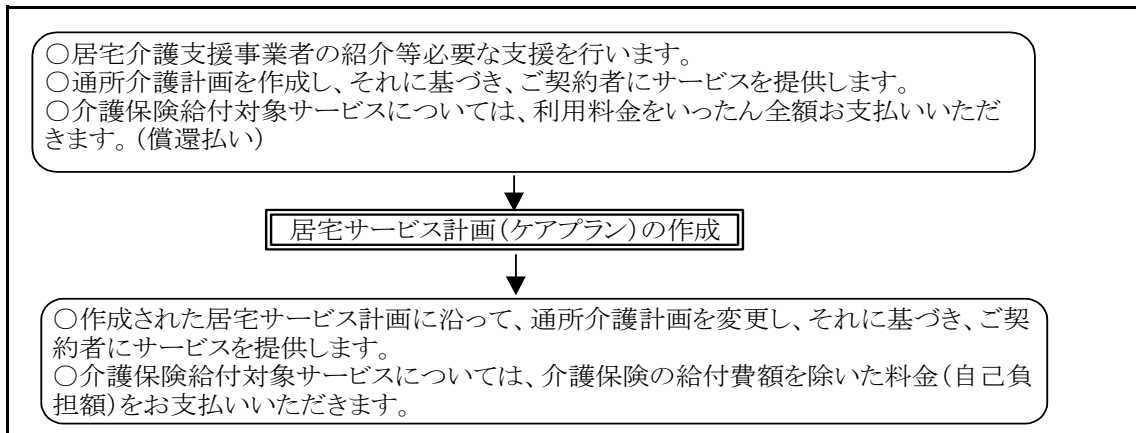 ○居宅介護支援事業者の紹介等必要な支援を行います。
○通所介護計画を作成し、それに基づき、ご契約者にサービスを提供します。
○介護保険給付対象サービスについては、利用料金をいったん全額お支払いいただ
きます。(償還払い)
居宅サービス計画(ケアプラン)の作成
○作成された居宅サービス計画に沿って、通所介護計画を変更し、それに基づき、ご契
約者にサービスを提供します。
○介護保険給付対象サービスについては、介護保険の給付費額を除いた料金(自己負
担額)をお支払いいただきます。